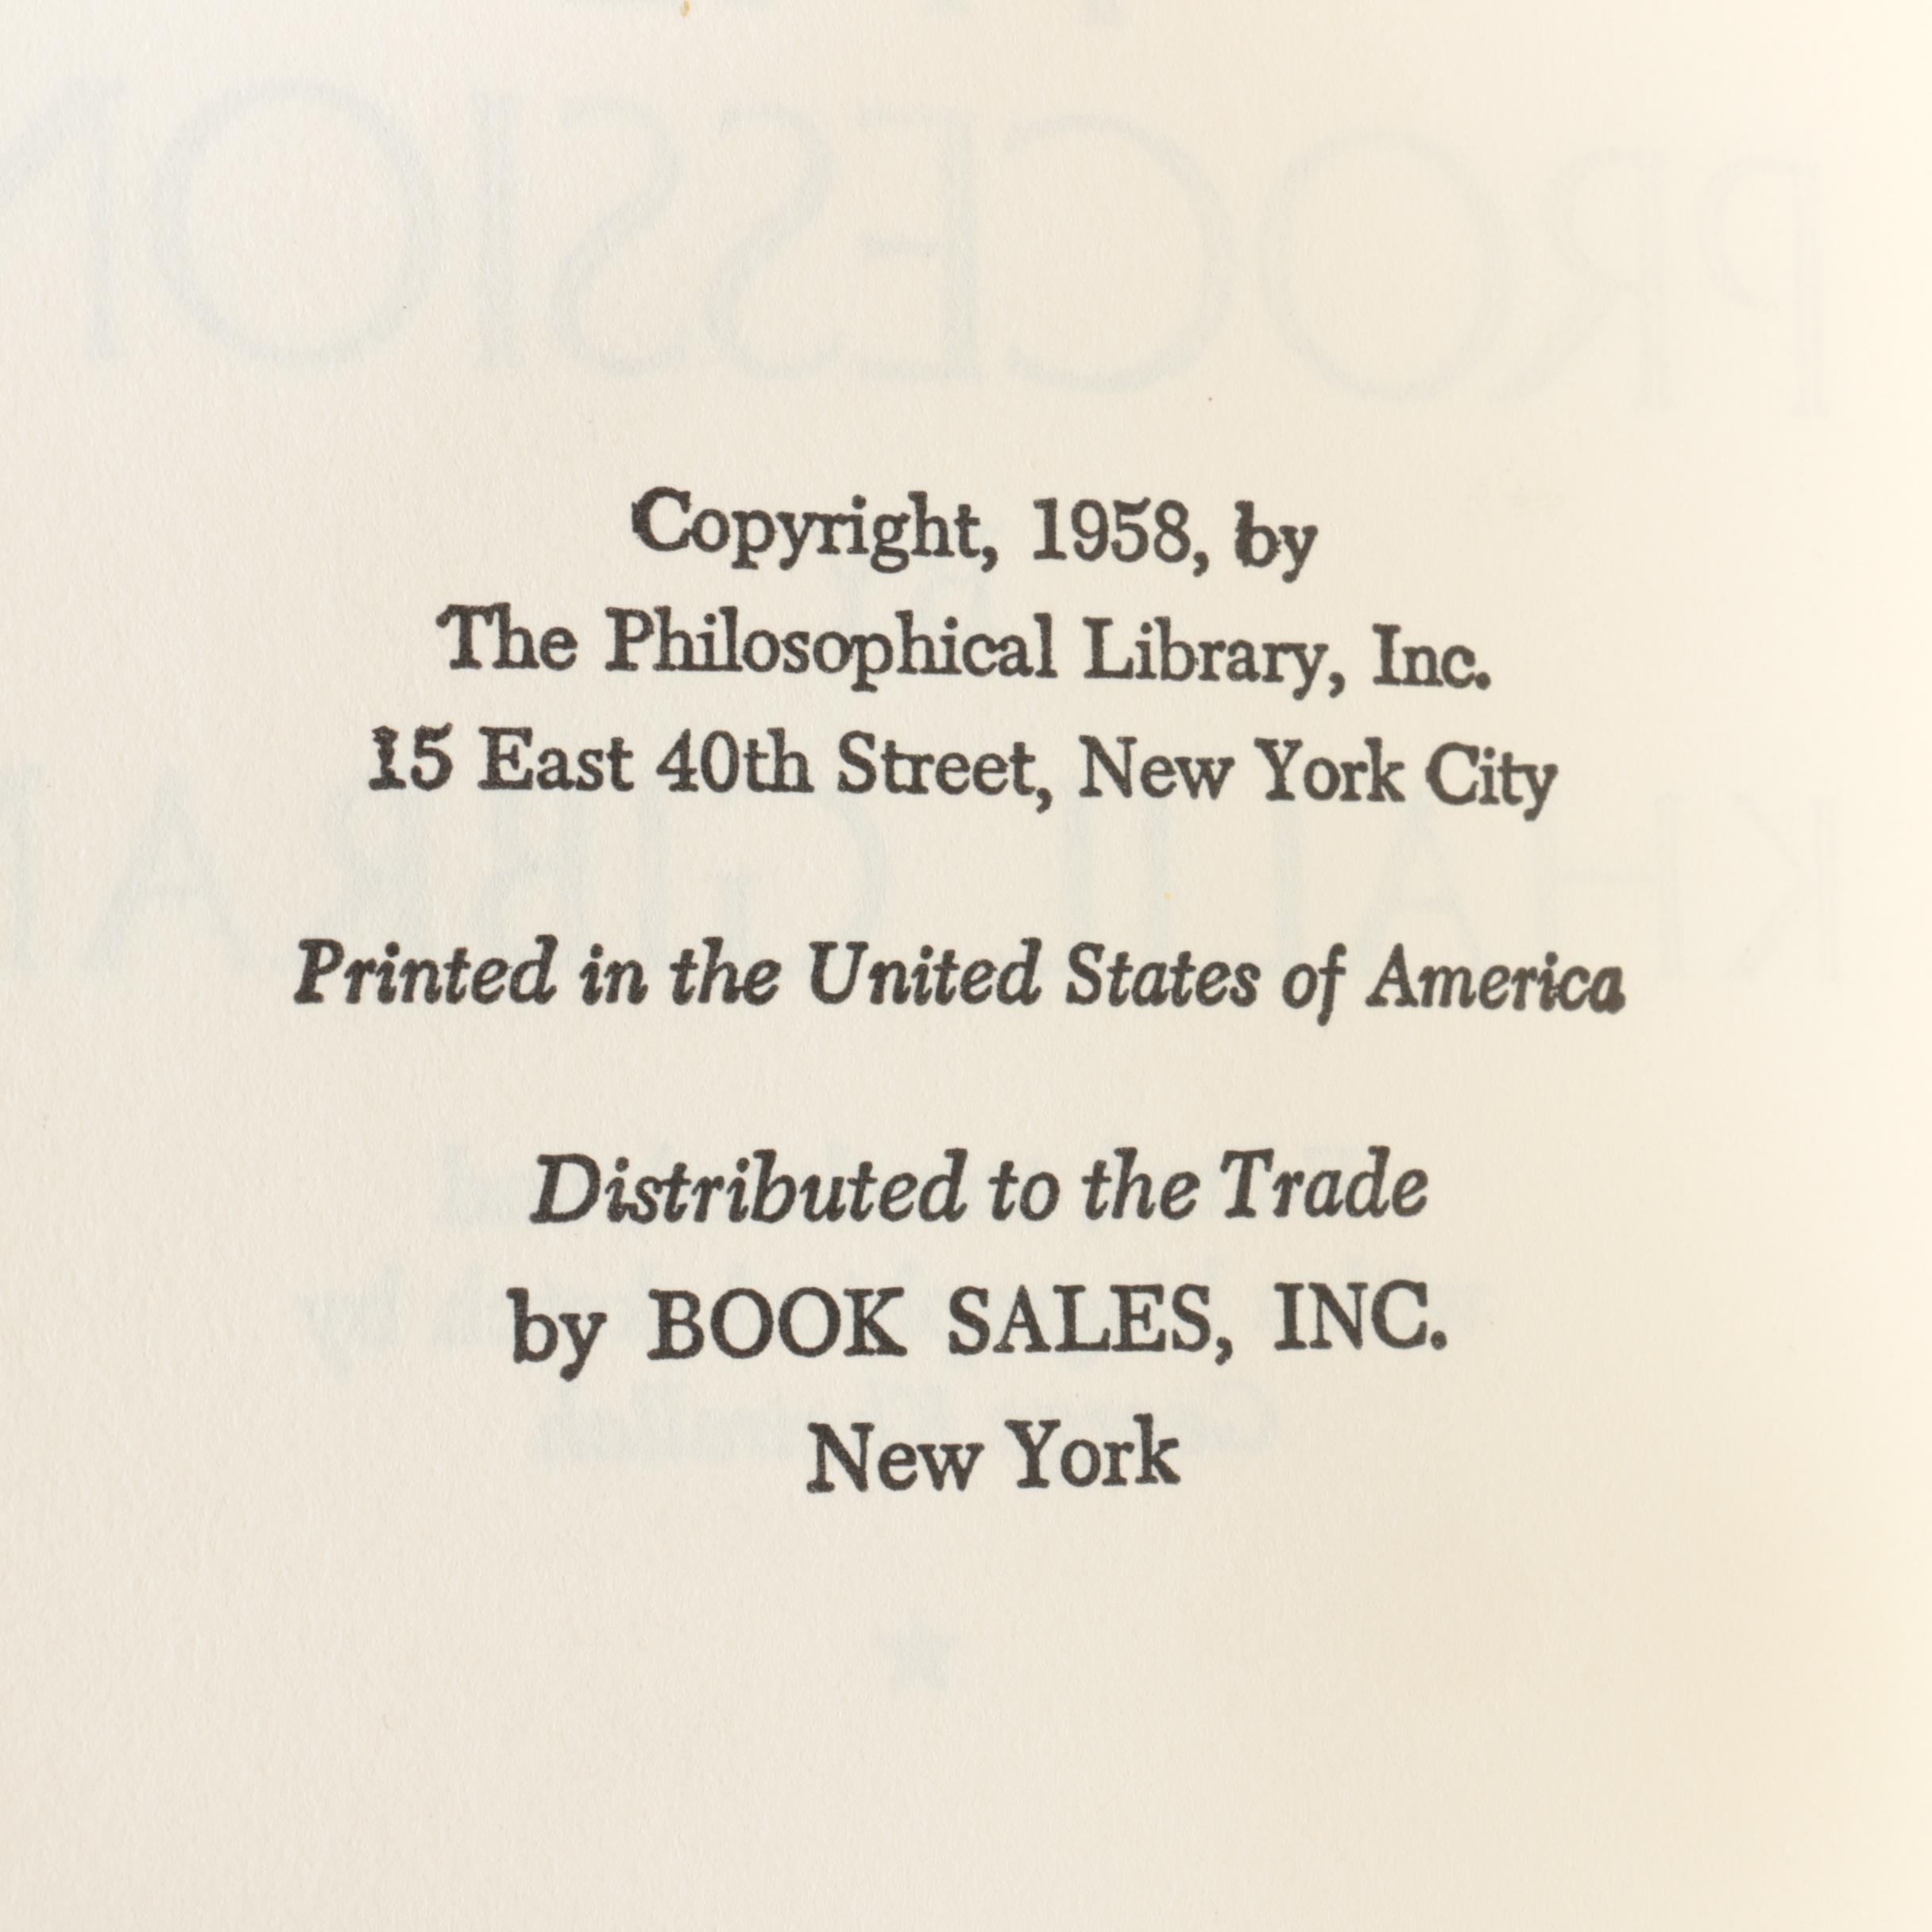 Copyright, 1958, by
The Philosophical Library, Inc.
15 East 40th Street, New York City
Printed in the United States of America
Distributed to the Trade
by BOOK SALES, INC.
New York